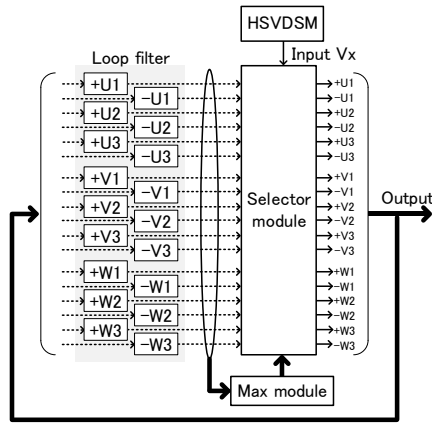 HSVDSM
Loop filter
Input Vx
+U1
−U1
+U2
−U2
+U3
−U3
+V1
−V1
+V2
−V2
+V3
−V3
+W1
−W1
+W2
−W2
+W3
−W3
Selector
module
+U1
−U1
+U2
−U2
+U3
−U3
+V1
−V1
+V2
−V2
+V3
−V3
+W1
−W1
+W2
−W2
+W3
−W3
Output
Max module